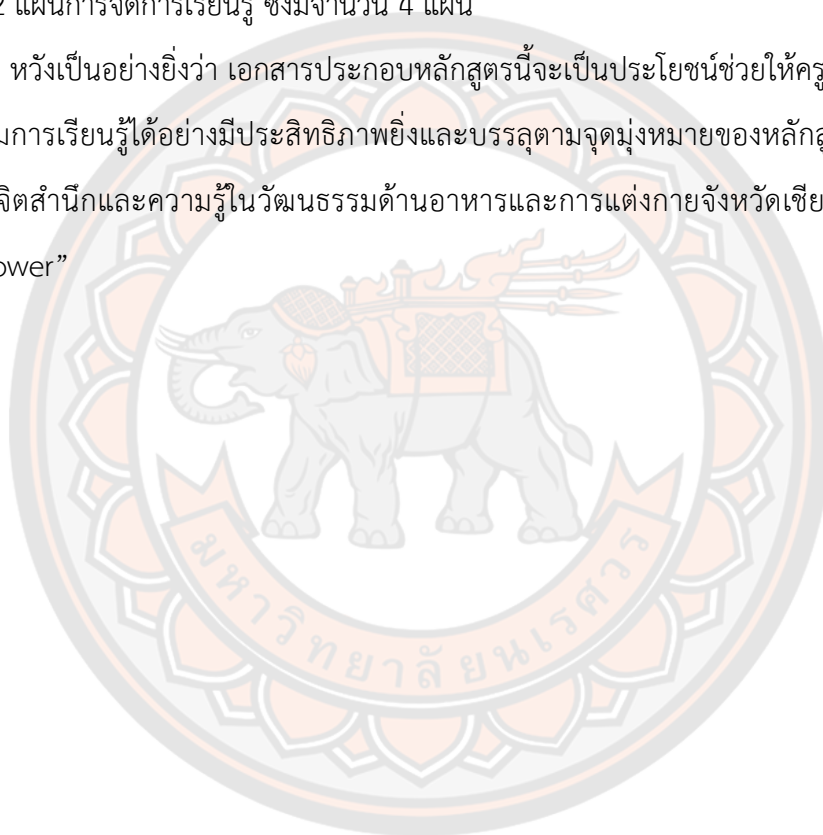 2 แผนการจัดการเรียนรู้ ซึ่งมีจำนวน 4 แผน
หวังเป็นอย่างยิ่งว่า เอกสารประกอบหลักสูตรนี้จะเป็นประโยชน์ช่วยให้ครู
การเรียนรู้ได้อย่างมีประสิทธิภาพยิ่งและบรรลุตามจุดมุ่งหมายของหลักสู
จิตสำนึกและความรู้ในวัฒนธรรมด้านอาหารและการแต่งกายจังหวัดเชีย
ower”
มหาวิทยาลัยนเรศวร